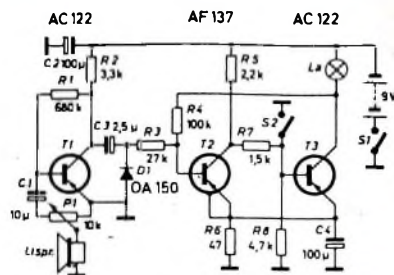 AC 122 AF 137 AC 122
C2 100µ
R2 3,3k
R5 2,2k
La
R1 680k
R4 100k
S2
9V
S1
C3 2,5µ
R3 27k
R7 1,5k
T1
T2
T3
D1
OA 150
C1 10µ
P1 10k
R6 47
R8 4,7k
C4 100µ
Lispr.